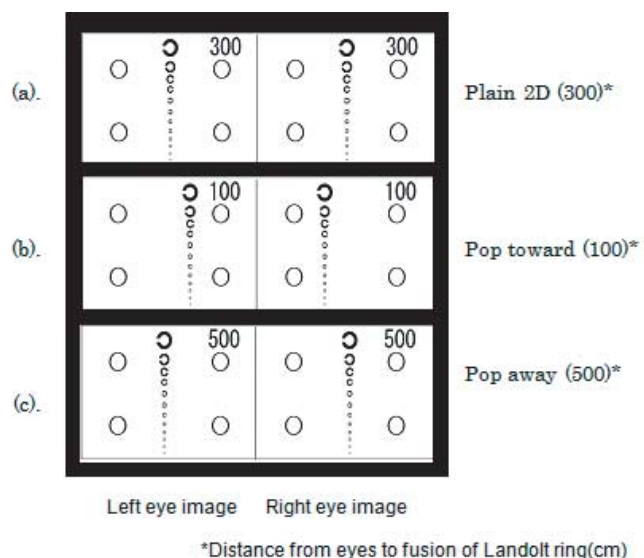 300 300
(a). Plain 2D (300)*
100 100
(b). Pop toward (100)*
500 500
Pop away (500)*
(c).
Left eye image Right eye image
*Distance from eyes to fusion of Landolt ring(cm)